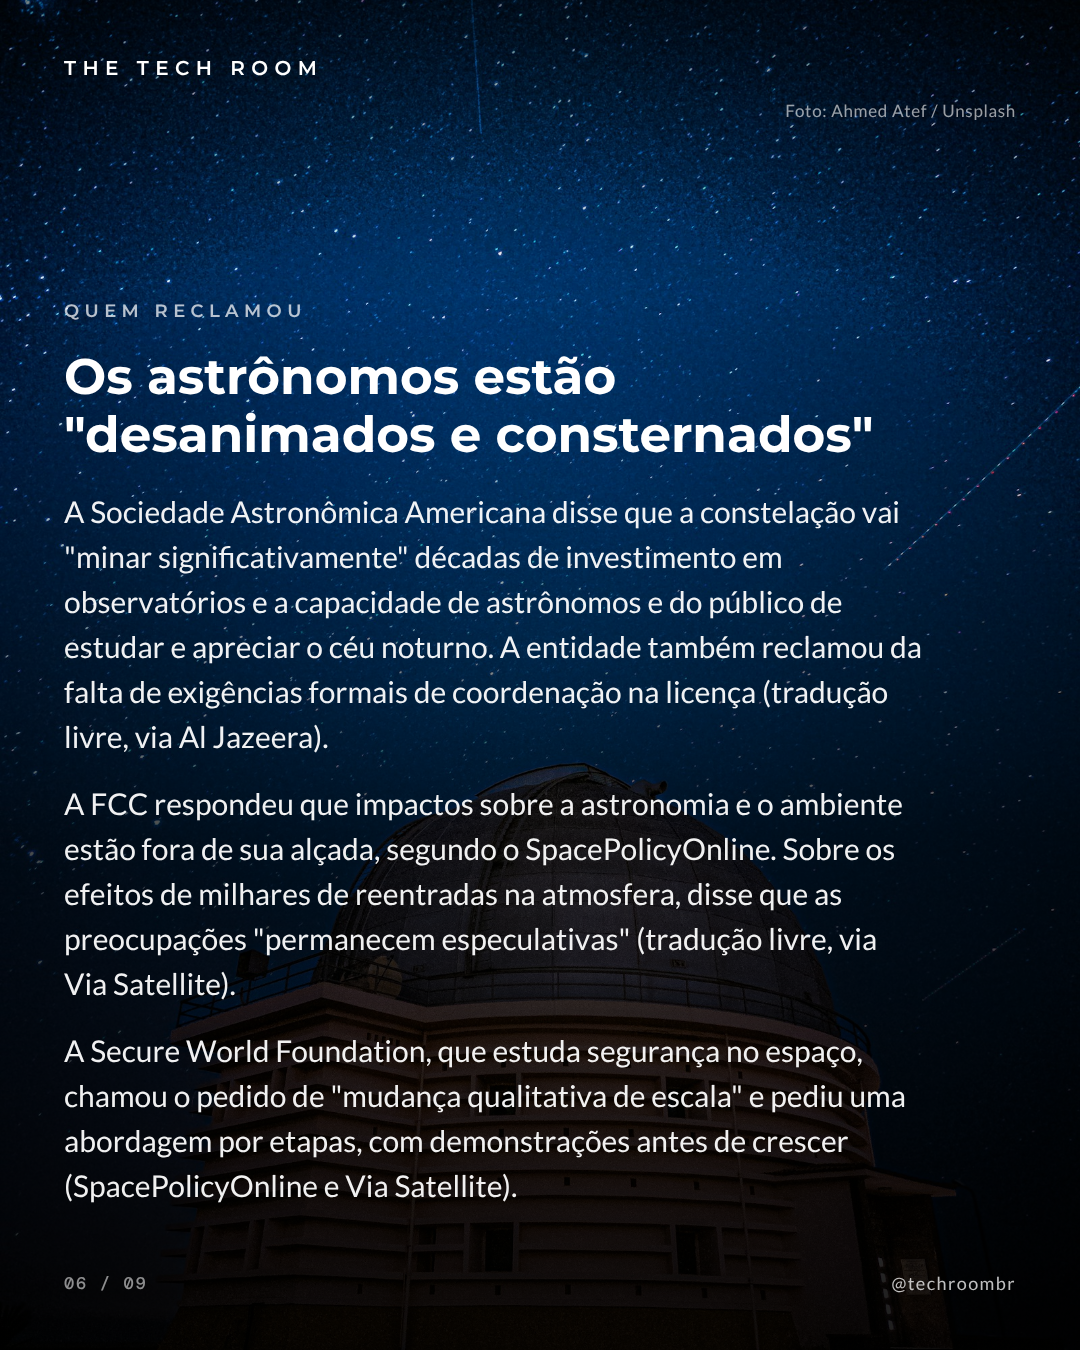 THE TECH ROOM
Foto: Ahmed Atef / Unsplash
QUEM RECLAMOU
Os astrônomos estão
"desanimados e consternados"
A Sociedade Astronômica Americana disse que a constelação vai
"minar significativamente" décadas de investimento em
observatórios e a capacidade de astrônomos e do público de
estudar e apreciar o céu noturno. A entidade também reclamou da
falta de exigências formais de coordenação na licença (tradução
livre, via Al Jazeera).
A FCC respondeu que impactos sobre a astronomia e o ambiente
estão fora de sua alçada, segundo o SpacePolicyOnline. Sobre os
efeitos de milhares de reentradas na atmosfera, disse que as
preocupações "permanecem especulativas" (tradução livre, via
Via Satellite).
A Secure World Foundation, que estuda segurança no espaço,
chamou o pedido de "mudança qualitativa de escala" e pediu uma
abordagem por etapas, com demonstrações antes de crescer
(SpacePolicyOnline e Via Satellite).
06 / 09
@techroombr